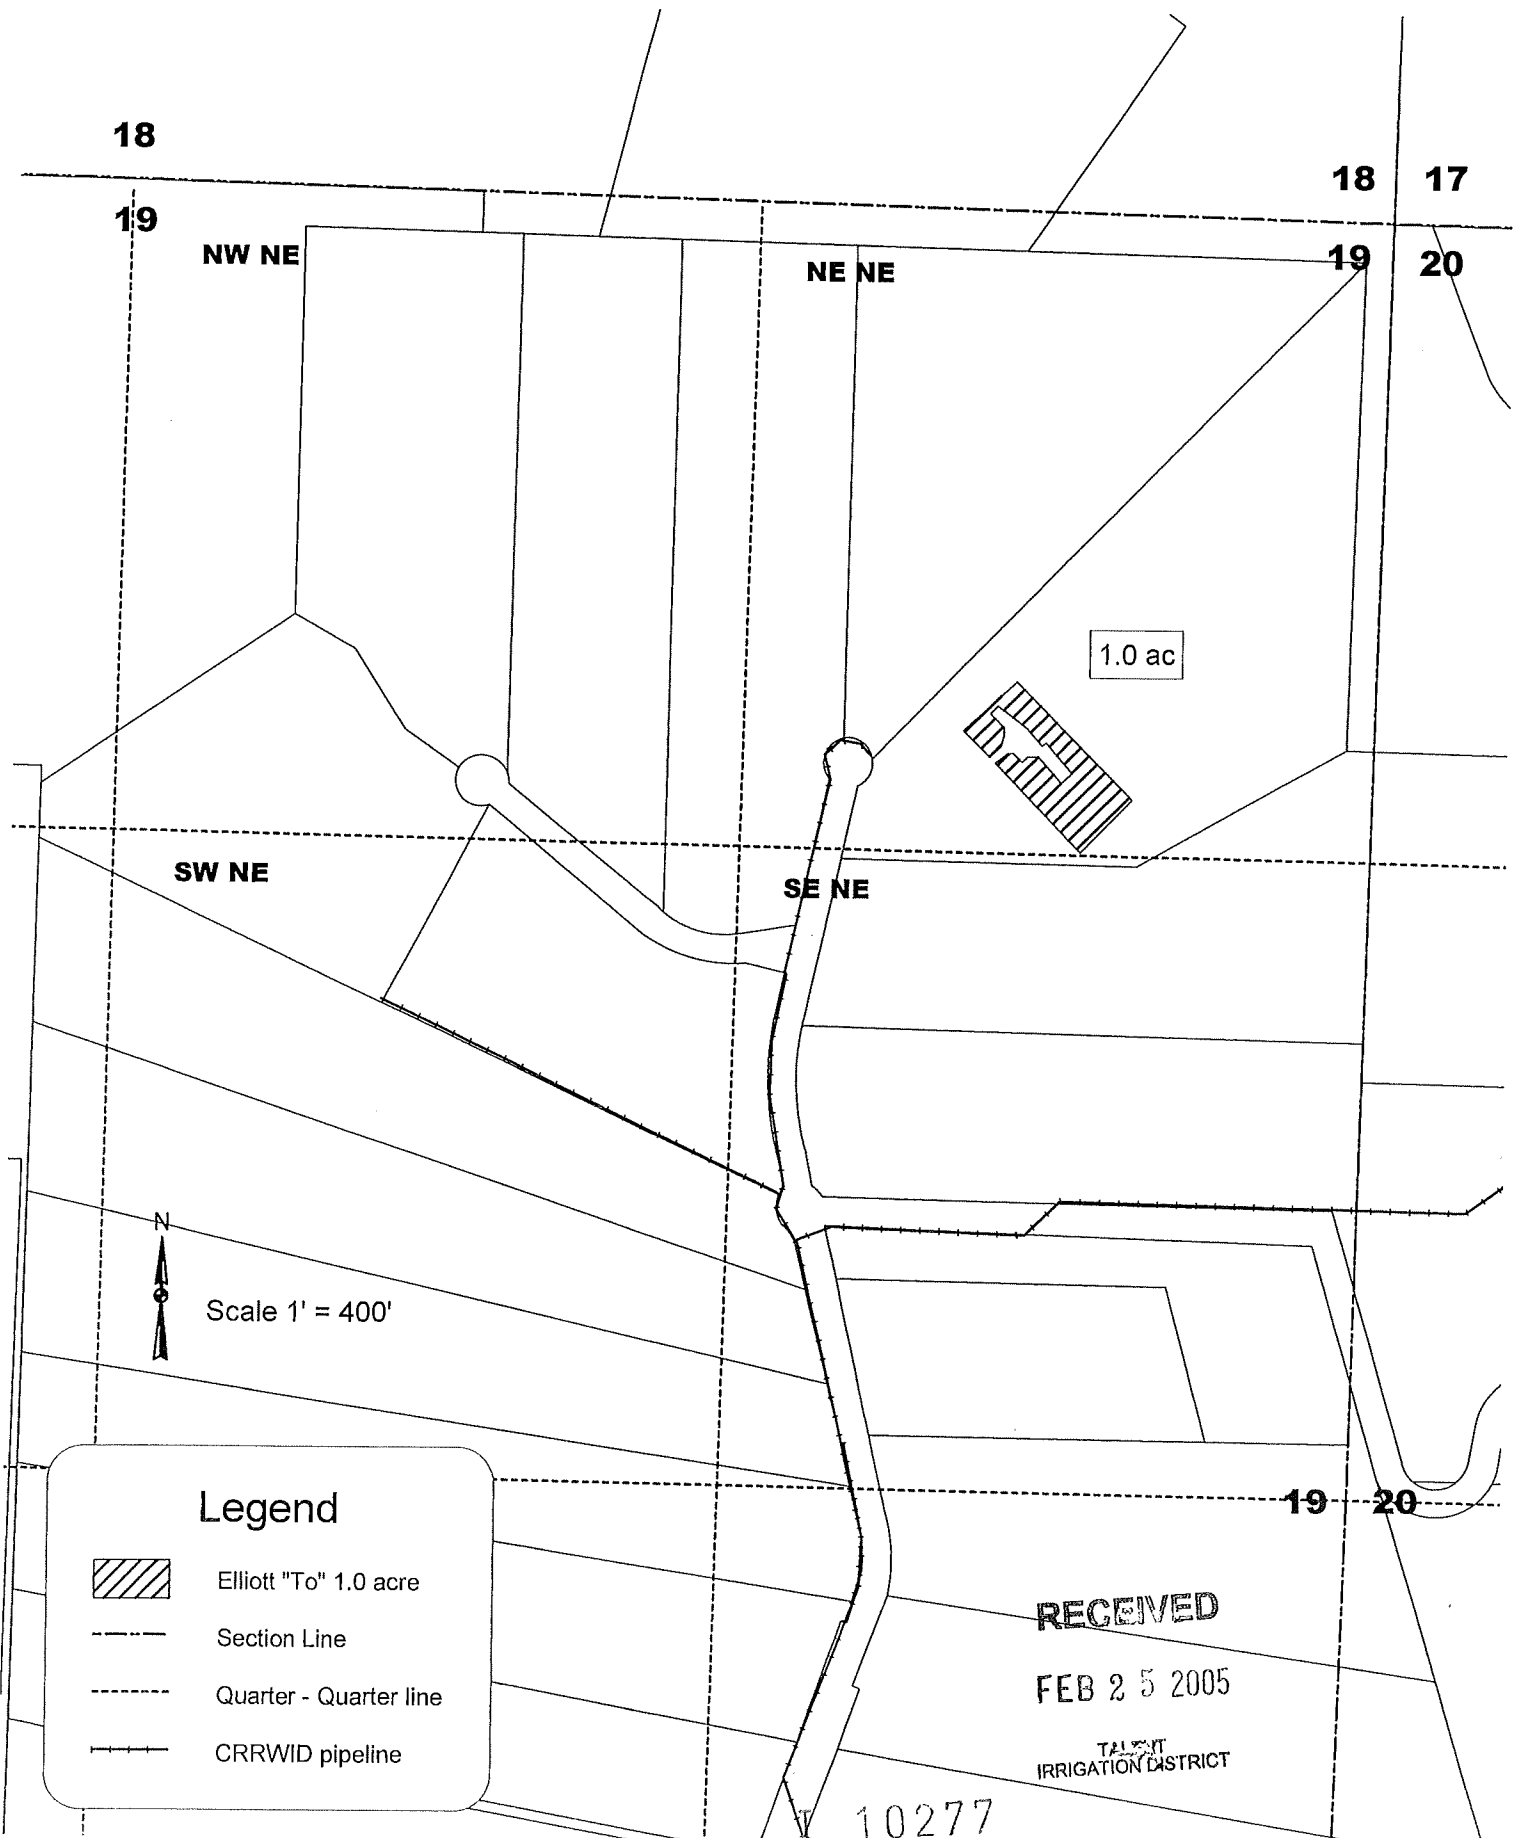 18
18 17
19
NW NE
NE NE
19 20
1.0 ac
SW NE
SE NE
N
Scale 1' = 400'
Legend
Elliott "To" 1.0 acre
Section Line
Quarter - Quarter line
CRRWID pipeline
19 20
RECEIVED
FEB 25 2005
TALENT
IRRIGATION DISTRICT
T 10277